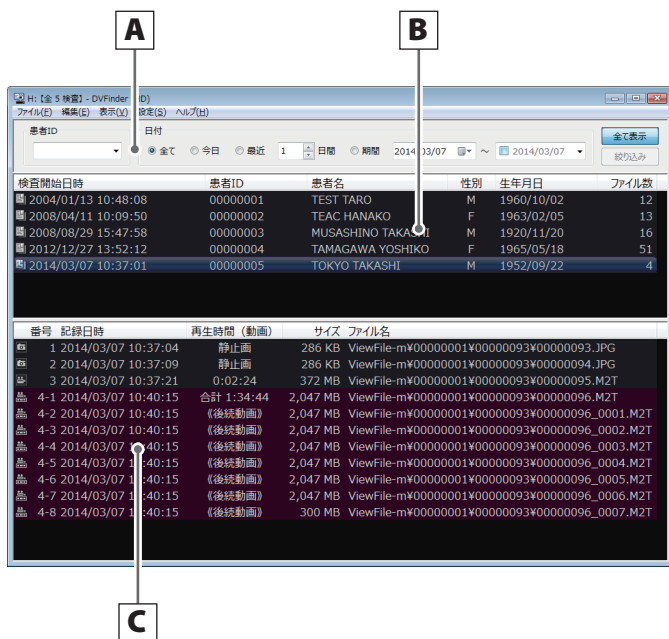 A B
H:【全 5 検査】- DVFinder ID)
ファイル(F) 編集(E) 表示(V) 設定(S) ヘルプ(H)
患者ID 日付 全て表示
全て 今日 最近 1 日間 期間 2014/03/07 ～ 2014/03/07 絞り込み
検査開始日時 患者ID 患者名 性別 生年月日 ファイル数
2004/01/13 10:48:08 00000001 TEST TARO M 1960/10/02 12
2008/04/11 10:09:50 00000002 TEAC HANAKO F 1963/02/05 13
2008/08/29 15:47:58 00000003 MUSASHINO TAKASHI M 1920/11/20 16
2012/12/27 13:52:12 00000004 TAMAGAWA YOSHIKO F 1965/05/18 51
2014/03/07 10:37:01 00000005 TOKYO TAKASHI M 1952/09/22 4
番号 記録日時 再生時間（動画） サイズ ファイル名
1 2014/03/07 10:37:04 静止画 286 KB ViewFile-m¥00000001¥00000093¥00000093.JPG
2 2014/03/07 10:37:09 静止画 286 KB ViewFile-m¥00000001¥00000093¥00000094.JPG
3 2014/03/07 10:37:21 0:02:24 372 MB ViewFile-m¥00000001¥00000093¥00000095.M2T
4-1 2014/03/07 10:40:15 合計 1:34:44 2,047 MB ViewFile-m¥00000001¥00000093¥00000096.M2T
4-2 2014/03/07 10:40:15 《後続動画》 2,047 MB ViewFile-m¥00000001¥00000093¥00000096_0001.M2T
4-3 2014/03/07 10:40:15 《後続動画》 2,047 MB ViewFile-m¥00000001¥00000093¥00000096_0002.M2T
4-4 2014/03/07 10:40:15 《後続動画》 2,047 MB ViewFile-m¥00000001¥00000093¥00000096_0003.M2T
4-5 2014/03/07 10:40:15 《後続動画》 2,047 MB ViewFile-m¥00000001¥00000093¥00000096_0004.M2T
4-6 2014/03/07 10:40:15 《後続動画》 2,047 MB ViewFile-m¥00000001¥00000093¥00000096_0005.M2T
4-7 2014/03/07 10:40:15 《後続動画》 2,047 MB ViewFile-m¥00000001¥00000093¥00000096_0006.M2T
4-8 2014/03/07 10:40:15 《後続動画》 300 MB ViewFile-m¥00000001¥00000093¥00000096_0007.M2T
C